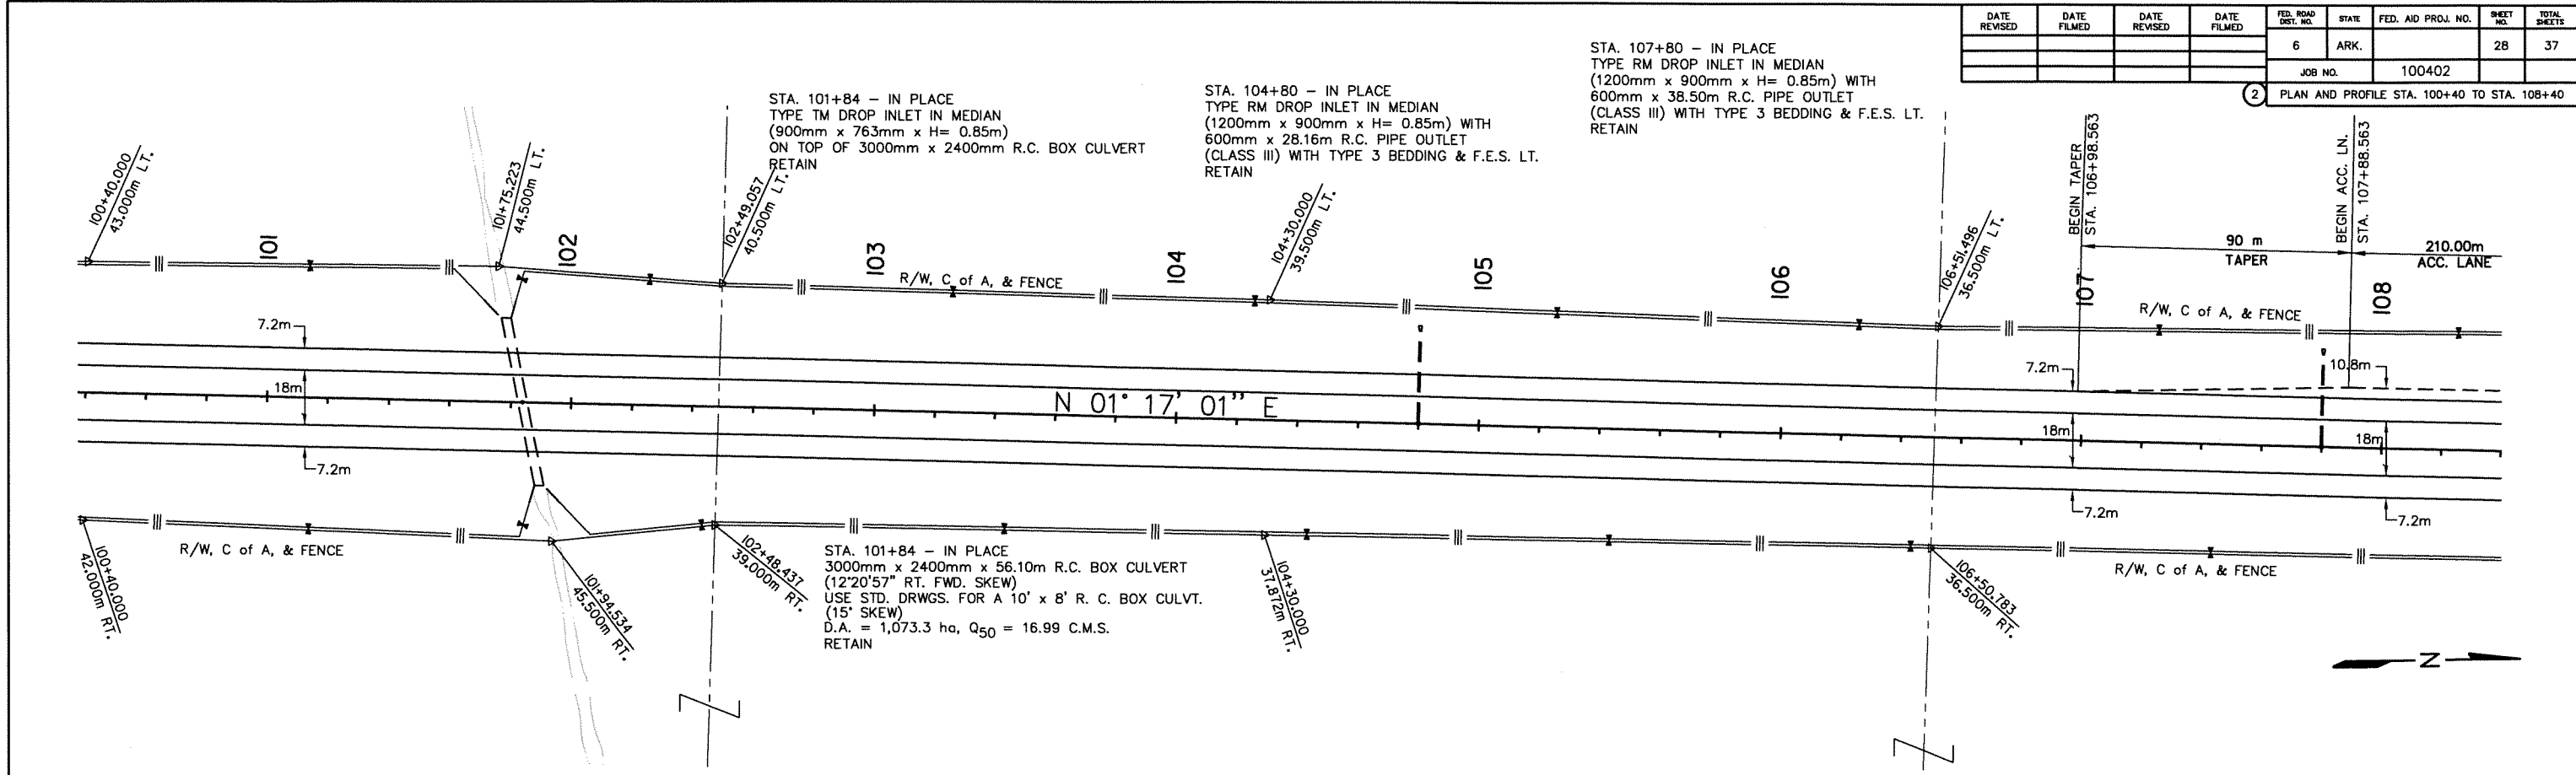 DATE REVISED
DATE FILMED
DATE REVISED
DATE FILMED
FED. ROAD DIST. NO.
STATE
FED. AID PROJ. NO.
SHEET NO.
TOTAL SHEETS
6
ARK.
28
37
JOB NO.
100402
2
PLAN AND PROFILE STA. 100+40 TO STA. 108+40
STA. 101+84 - IN PLACE
TYPE TM DROP INLET IN MEDIAN
(900mm x 763mm x H= 0.85m)
ON TOP OF 3000mm x 2400mm R.C. BOX CULVERT
RETAIN
STA. 104+80 - IN PLACE
TYPE RM DROP INLET IN MEDIAN
(1200mm x 900mm x H= 0.85m) WITH
600mm x 28.16m R.C. PIPE OUTLET
(CLASS III) WITH TYPE 3 BEDDING & F.E.S. LT.
RETAIN
STA. 107+80 - IN PLACE
TYPE RM DROP INLET IN MEDIAN
(1200mm x 900mm x H= 0.85m) WITH
600mm x 38.50m R.C. PIPE OUTLET
(CLASS III) WITH TYPE 3 BEDDING & F.E.S. LT.
RETAIN
100+40.000
43.000m LT.
101+75.223
44.500m LT.
102+49.057
40.500m LT.
104+30.000
39.500m LT.
106+51.496
36.500m LT.
BEGIN TAPER
STA. 106+98.563
BEGIN ACC. LN.
STA. 107+88.563
90 m
TAPER
210.00m
ACC. LANE
101
102
103
104
105
106
107
108
R/W, C of A, & FENCE
R/W, C of A, & FENCE
7.2m
18m
7.2m
N 01° 17' 01" E
7.2m
18m
7.2m
10.8m
18m
7.2m
R/W, C of A, & FENCE
R/W, C of A, & FENCE
100+40.000
42.000m RT.
101+94.534
45.500m RT.
102+48.437
39.000m RT.
104+30.000
37.872m RT.
106+50.783
36.500m RT.
STA. 101+84 - IN PLACE
3000mm x 2400mm x 56.10m R.C. BOX CULVERT
(12°20'57" RT. FWD. SKEW)
USE STD. DRWGS. FOR A 10' x 8' R. C. BOX CULVT.
(15° SKEW)
D.A. = 1,073.3 ha, Q50 = 16.99 C.M.S.
RETAIN
N